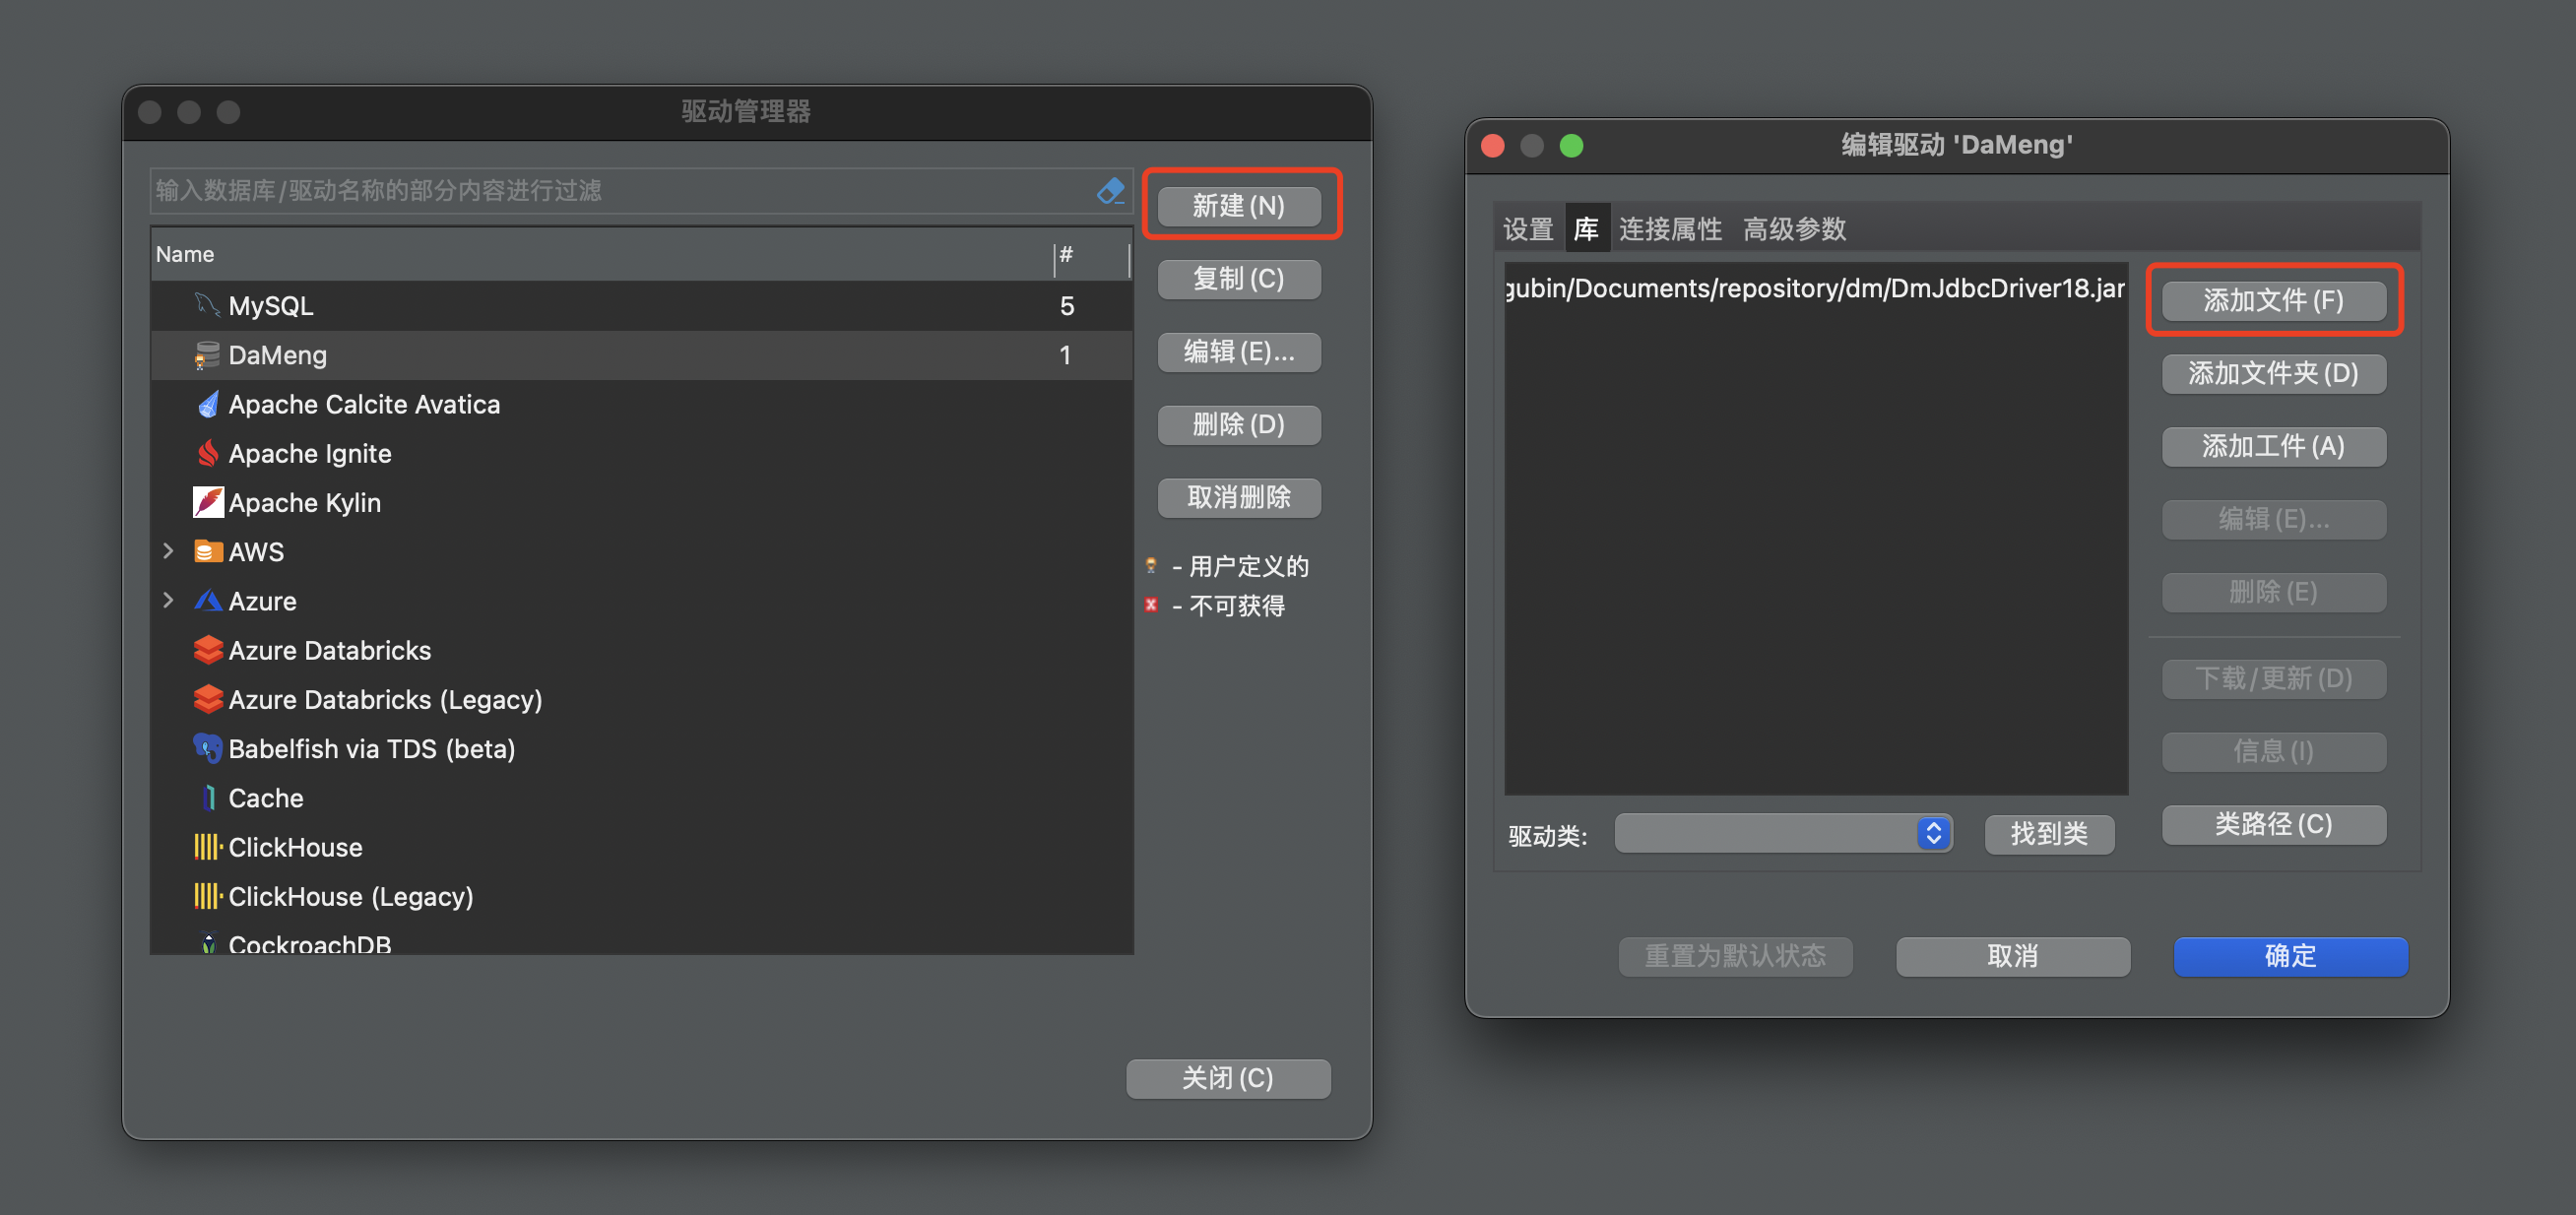 驱动管理器
输入数据库/驱动名称的部分内容进行过滤
Name #
MySQL 5
DaMeng 1
Apache Calcite Avatica
Apache Ignite
Apache Kylin
AWS
Azure
Azure Databricks
Azure Databricks (Legacy)
Babelfish via TDS (beta)
Cache
ClickHouse
ClickHouse (Legacy)
CockroachDB
新建(N)
复制(C)
编辑(E)...
删除(D)
取消删除
- 用户定义的
- 不可获得
关闭(C)
编辑驱动 'DaMeng'
设置 库 连接属性 高级参数
gubin/Documents/repository/dm/DmJdbcDriver18.jar
添加文件(F)
添加文件夹(D)
添加工件(A)
编辑(E)...
删除(E)
下载/更新(D)
信息(I)
类路径(C)
驱动类:
找到类
重置为默认状态
取消
确定